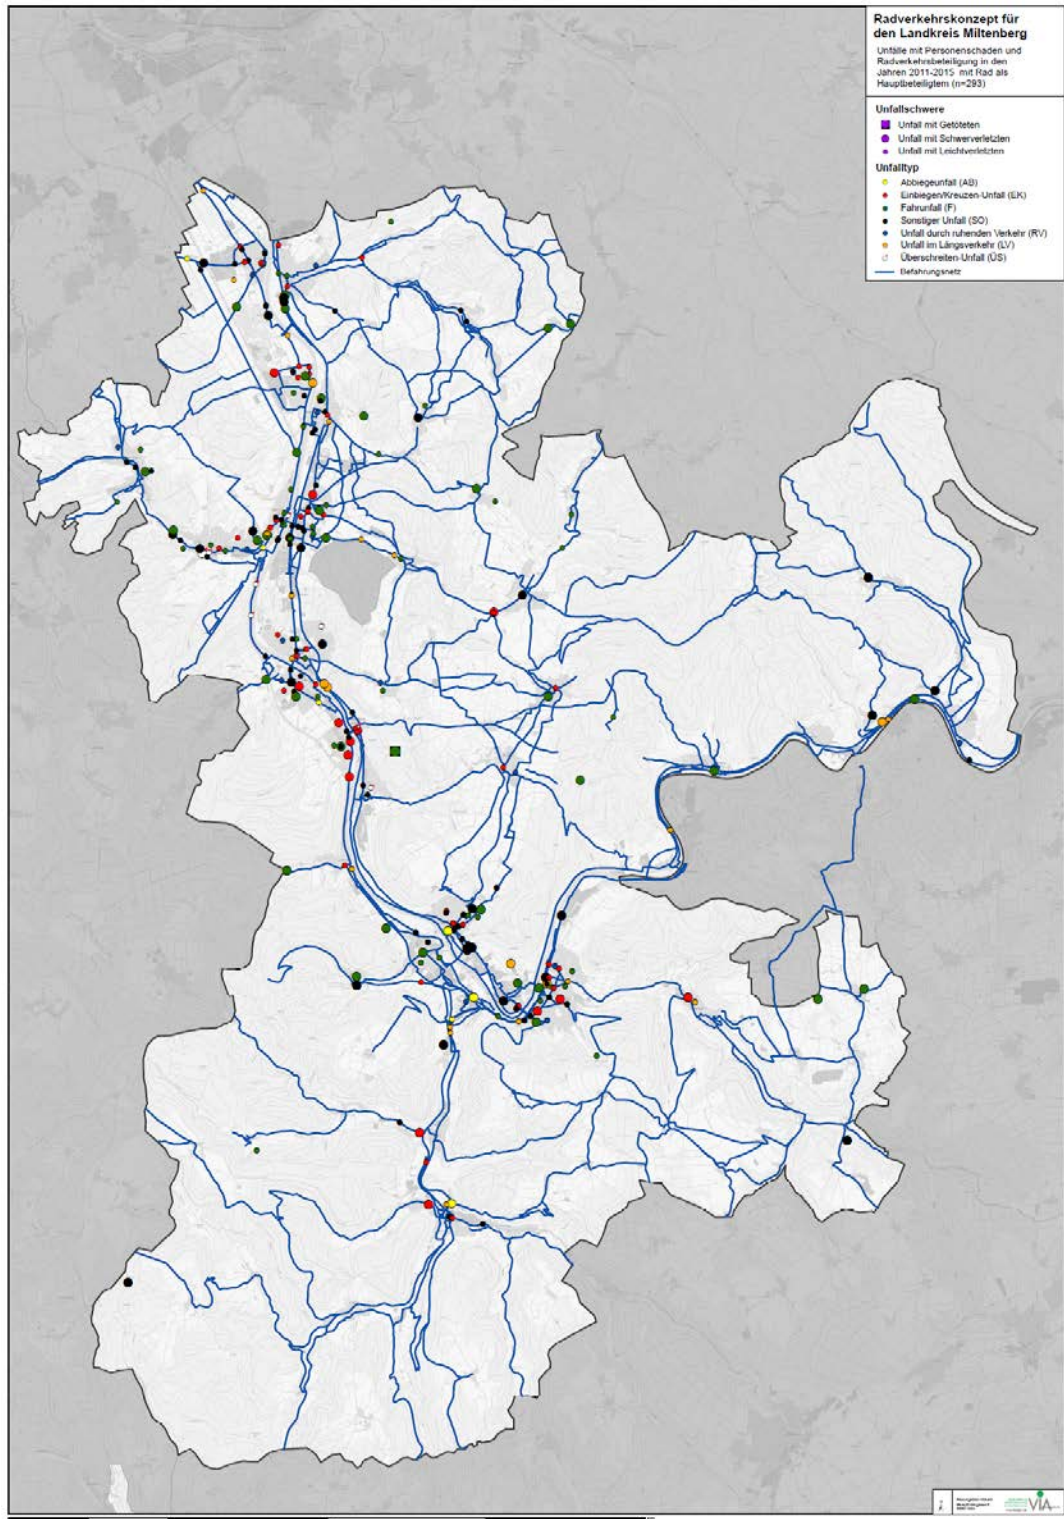 Radverkehrskonzept für
den Landkreis Miltenberg
Unfälle mit Personenschaden und
Radverkehrsbeteiligung in den
Jahren 2011-2015 mit Rad als
Hauptbeteiligtem (n=293)
Unfallschwere
Unfall mit Getöteten
Unfall mit Schwerverletzten
Unfall mit Leichtverletzten
Unfalltyp
Abbiegeunfall (AB)
Einbiegen/Kreuzen-Unfall (EK)
Fahrunfall (F)
Sonstiger Unfall (SO)
Unfall durch ruhenden Verkehr (RV)
Unfall im Längsverkehr (LV)
Überschreiten-Unfall (ÜS)
Befahrungsnetz
VIA